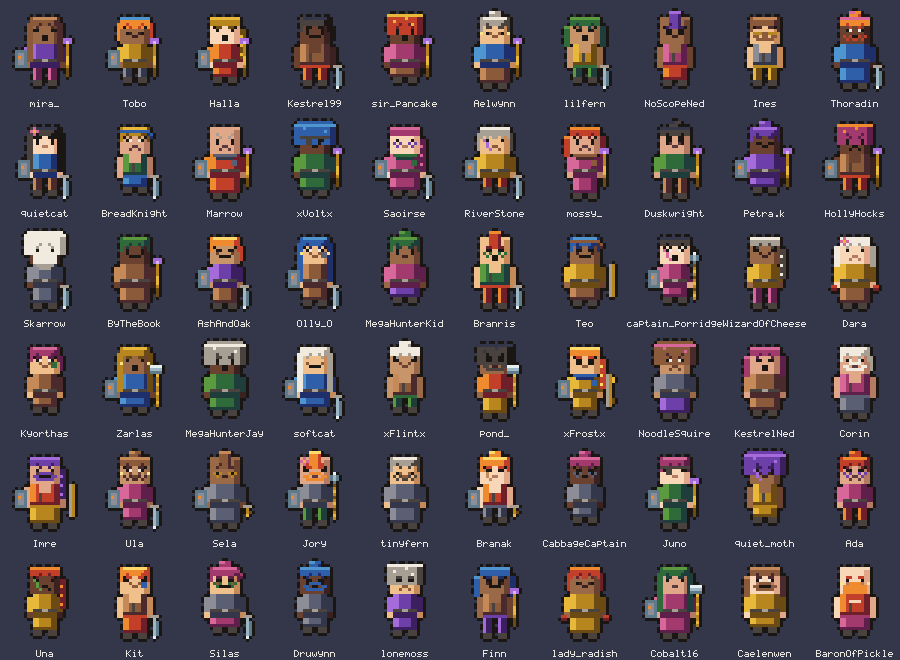 mira_ Tobo Halla Kestrel99 sir_Pancake Aelwynn lilfern NoScopeNed Ines Thoradin
quietcat BreadKnight Marrow xVoltx Saoirse RiverStone mossy_ Duskwright Petra.k HollyHocks
Skarrow ByTheBook AshAndOak Olly_O MegaHunterKid Branris Teo captain_Porridge WizardOfCheese Dara
Kyorthas Zarlas MegaHunterJay softcat xFlintx pond_ xFrostx NoodleSquire KestrelNed Corin
Imre Ula Sela Jory tinyfern Branak CabbageCaptain Juno quiet_moth Ada
Una Kit Silas Druwynn lonemoss Finn lady_radish Cobalt16 Caelenwen BaronOfPickle